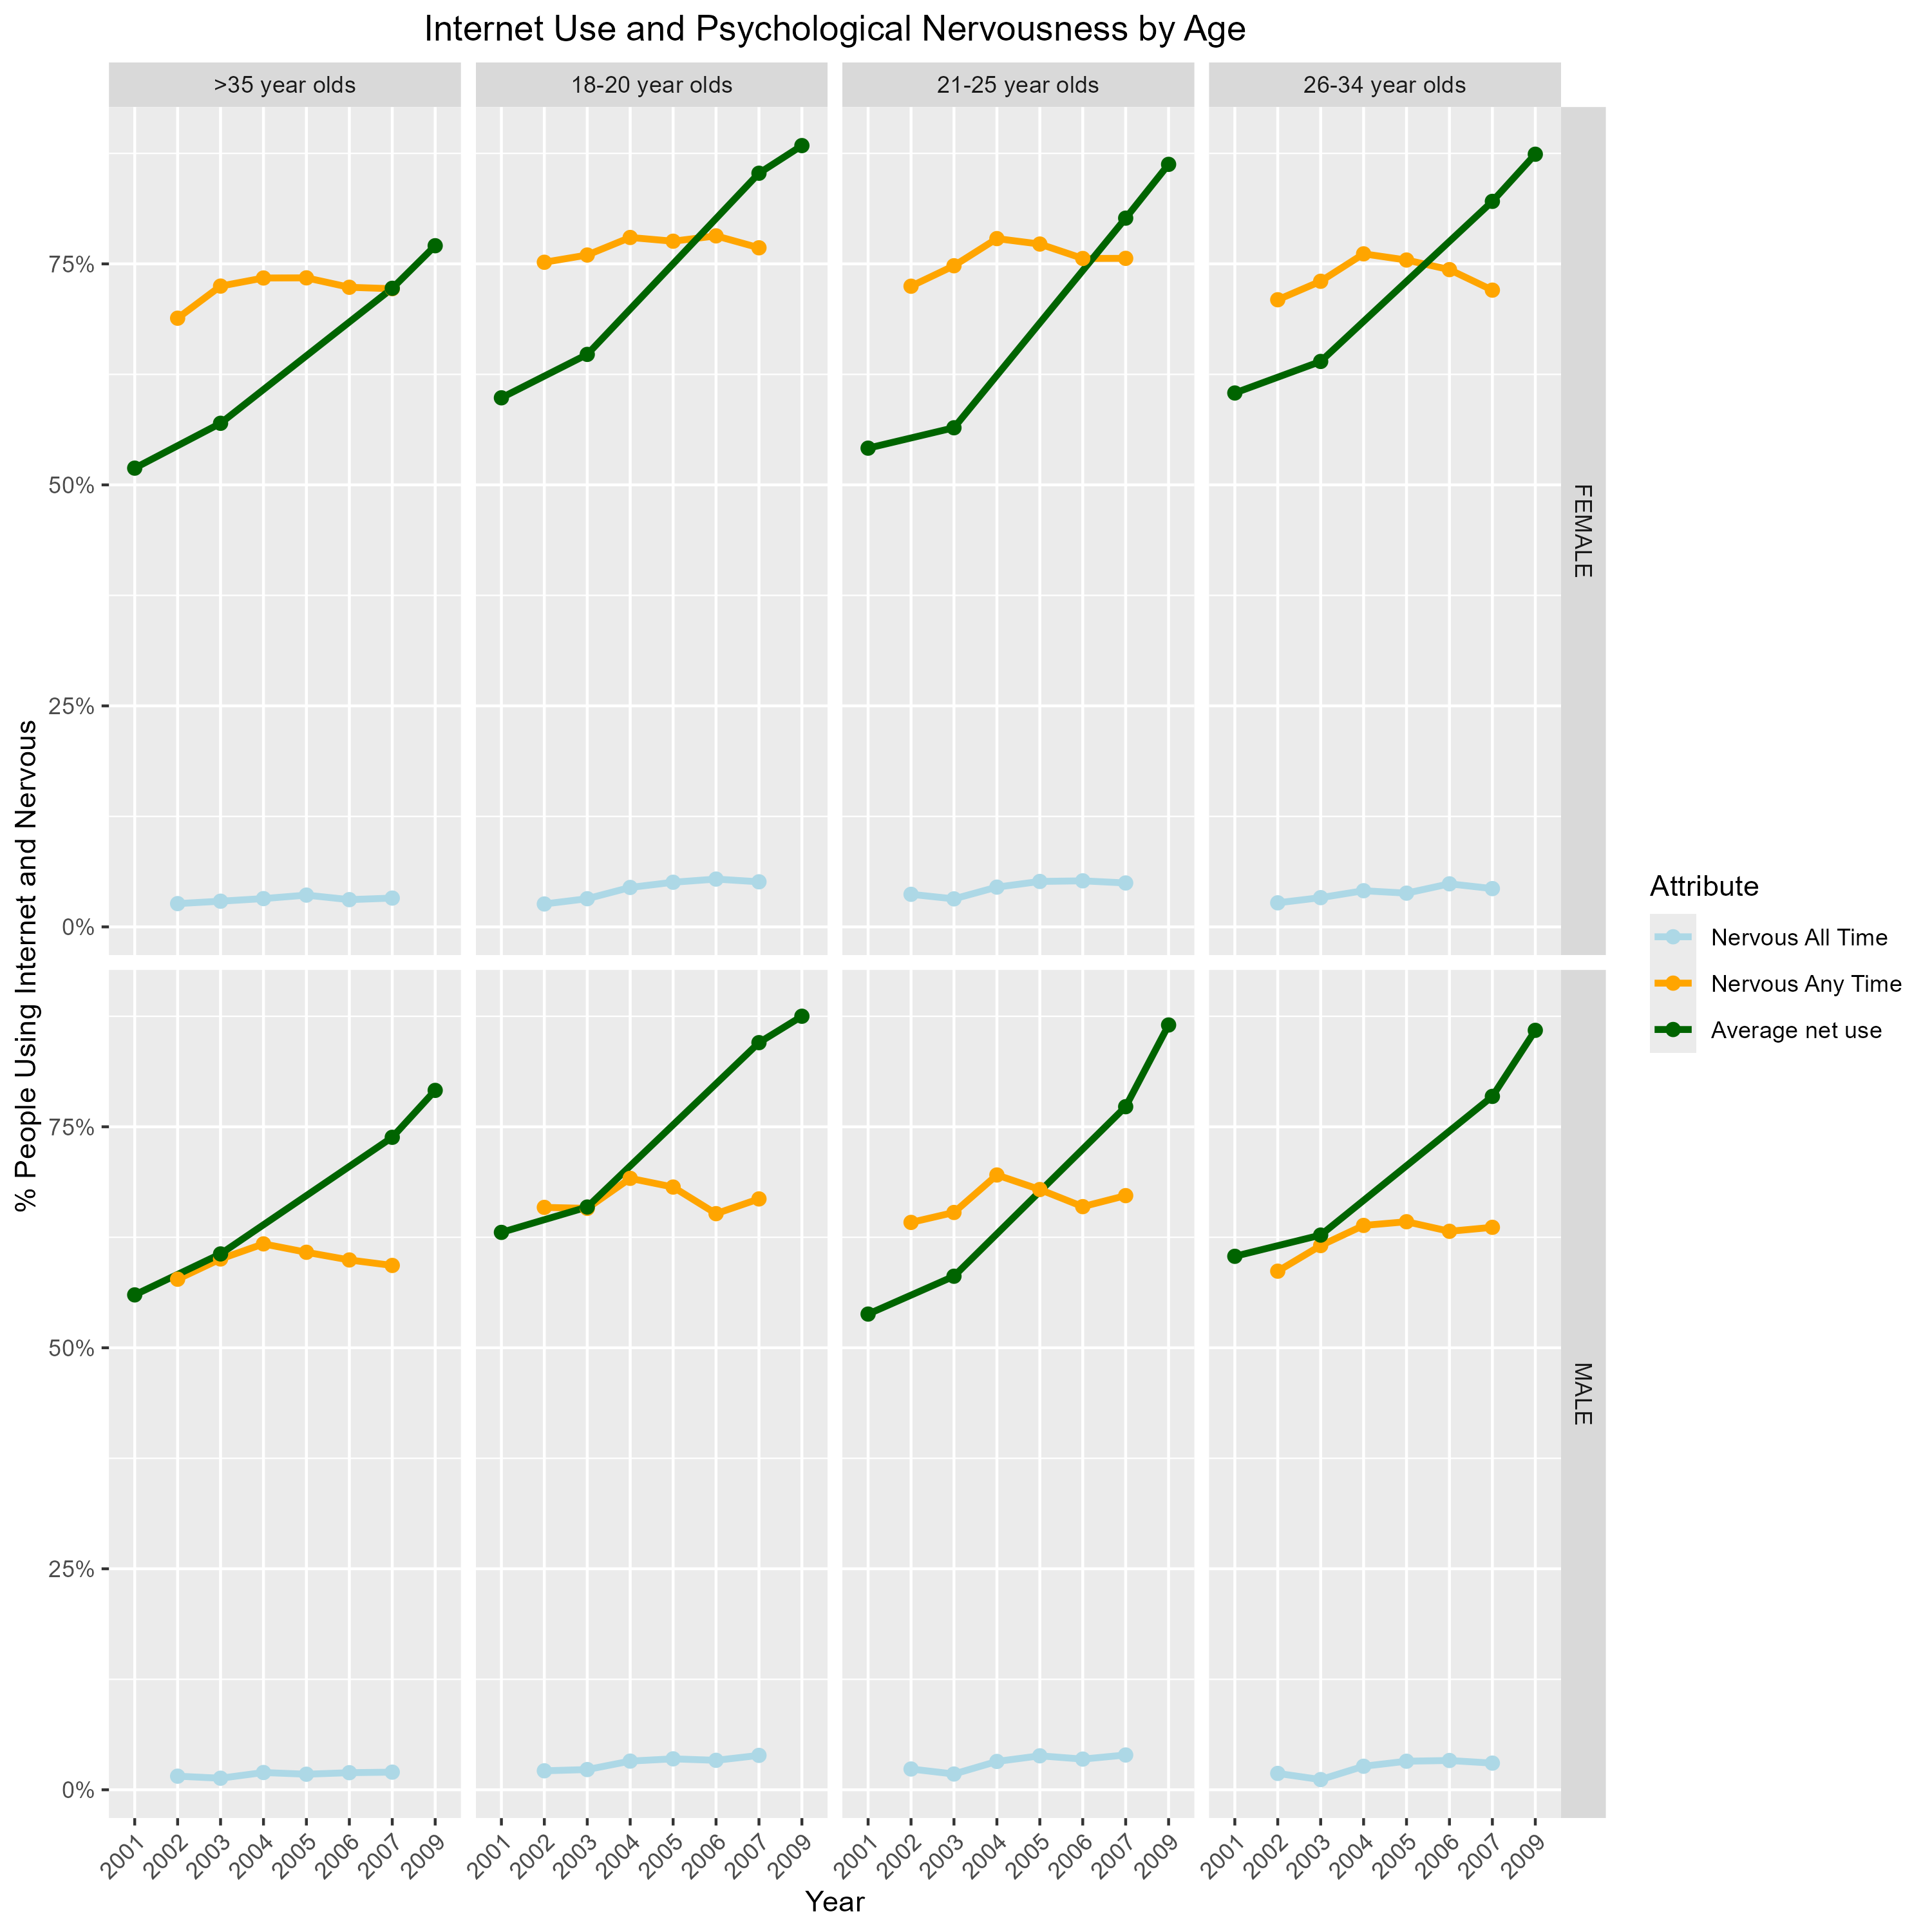 Internet Use and Psychological Nervousness by Age
>35 year olds
18-20 year olds
21-25 year olds
26-34 year olds
% People Using Internet and Nervous
75%
50%
25%
0%
FEMALE
75%
50%
25%
0%
MALE
2001 2002 2003 2004 2005 2006 2007 2009
2001 2002 2003 2004 2005 2006 2007 2009
2001 2002 2003 2004 2005 2006 2007 2009
2001 2002 2003 2004 2005 2006 2007 2009
Year
Attribute
Nervous All Time
Nervous Any Time
Average net use